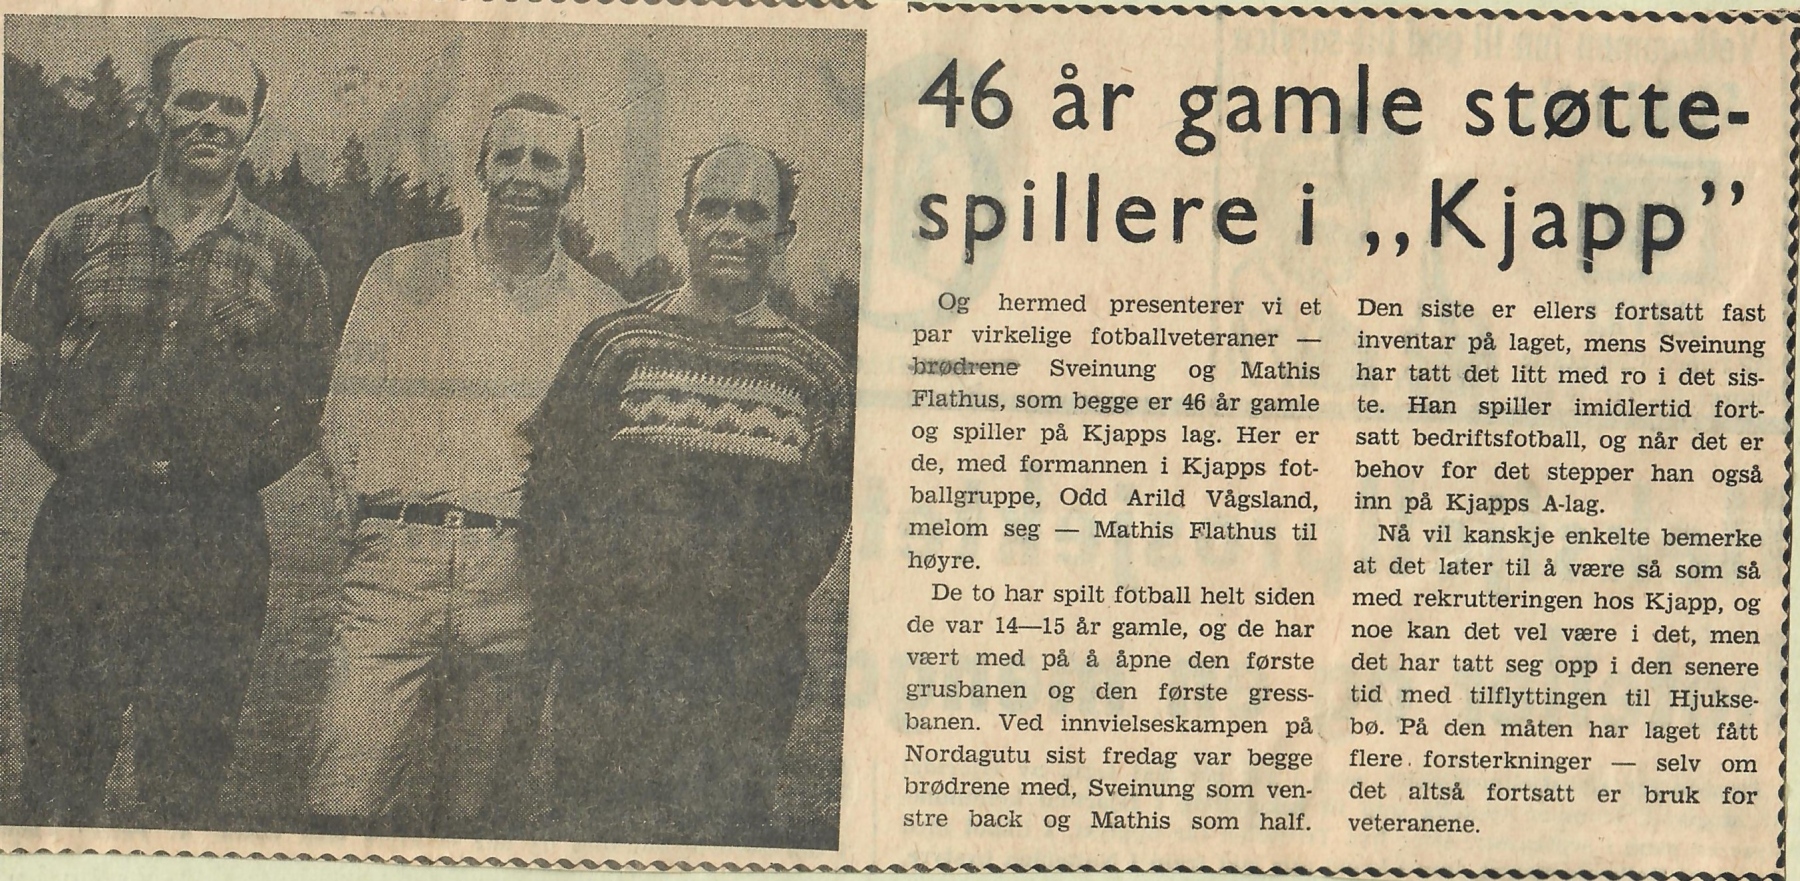 46 år gamle støtte-
spillere i „Kjapp”
Og hermed presenterer vi et
par virkelige fotballveteraner —
brødrene Sveinung og Mathis
Flathus, som begge er 46 år gamle
og spiller på Kjapps lag. Her er
de, med formannen i Kjapps fot-
ballgruppe, Odd Arild Vågsland,
melom seg — Mathis Flathus til
høyre.
De to har spilt fotball helt siden
de var 14—15 år gamle, og de har
vært med på å åpne den første
grusbanen og den første gress-
banen. Ved innvielseskampen på
Nordagutu sist fredag var begge
brødrene med, Sveinung som ven-
stre back og Mathis som half.
Den siste er ellers fortsatt fast
inventar på laget, mens Sveinung
har tatt det litt med ro i det sis-
te. Han spiller imidlertid fort-
satt bedriftsfotball, og når det er
behov for det stepper han også
inn på Kjapps A-lag.
Nå vil kanskje enkelte bemerke
at det later til å være så som så
med rekrutteringen hos Kjapp, og
noe kan det vel være i det, men
det har tatt seg opp i den senere
tid med tilflyttingen til Hjukse-
bø. På den måten har laget fått
flere forsterkninger — selv om
det altså fortsatt er bruk for
veteranene.